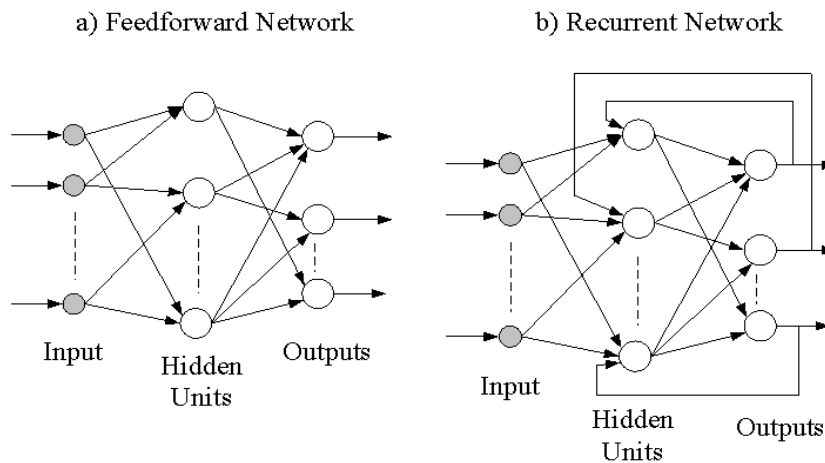 a) Feedforward Network
Input
Hidden
Units
Outputs
b) Recurrent Network
Input
Hidden
Units
Outputs